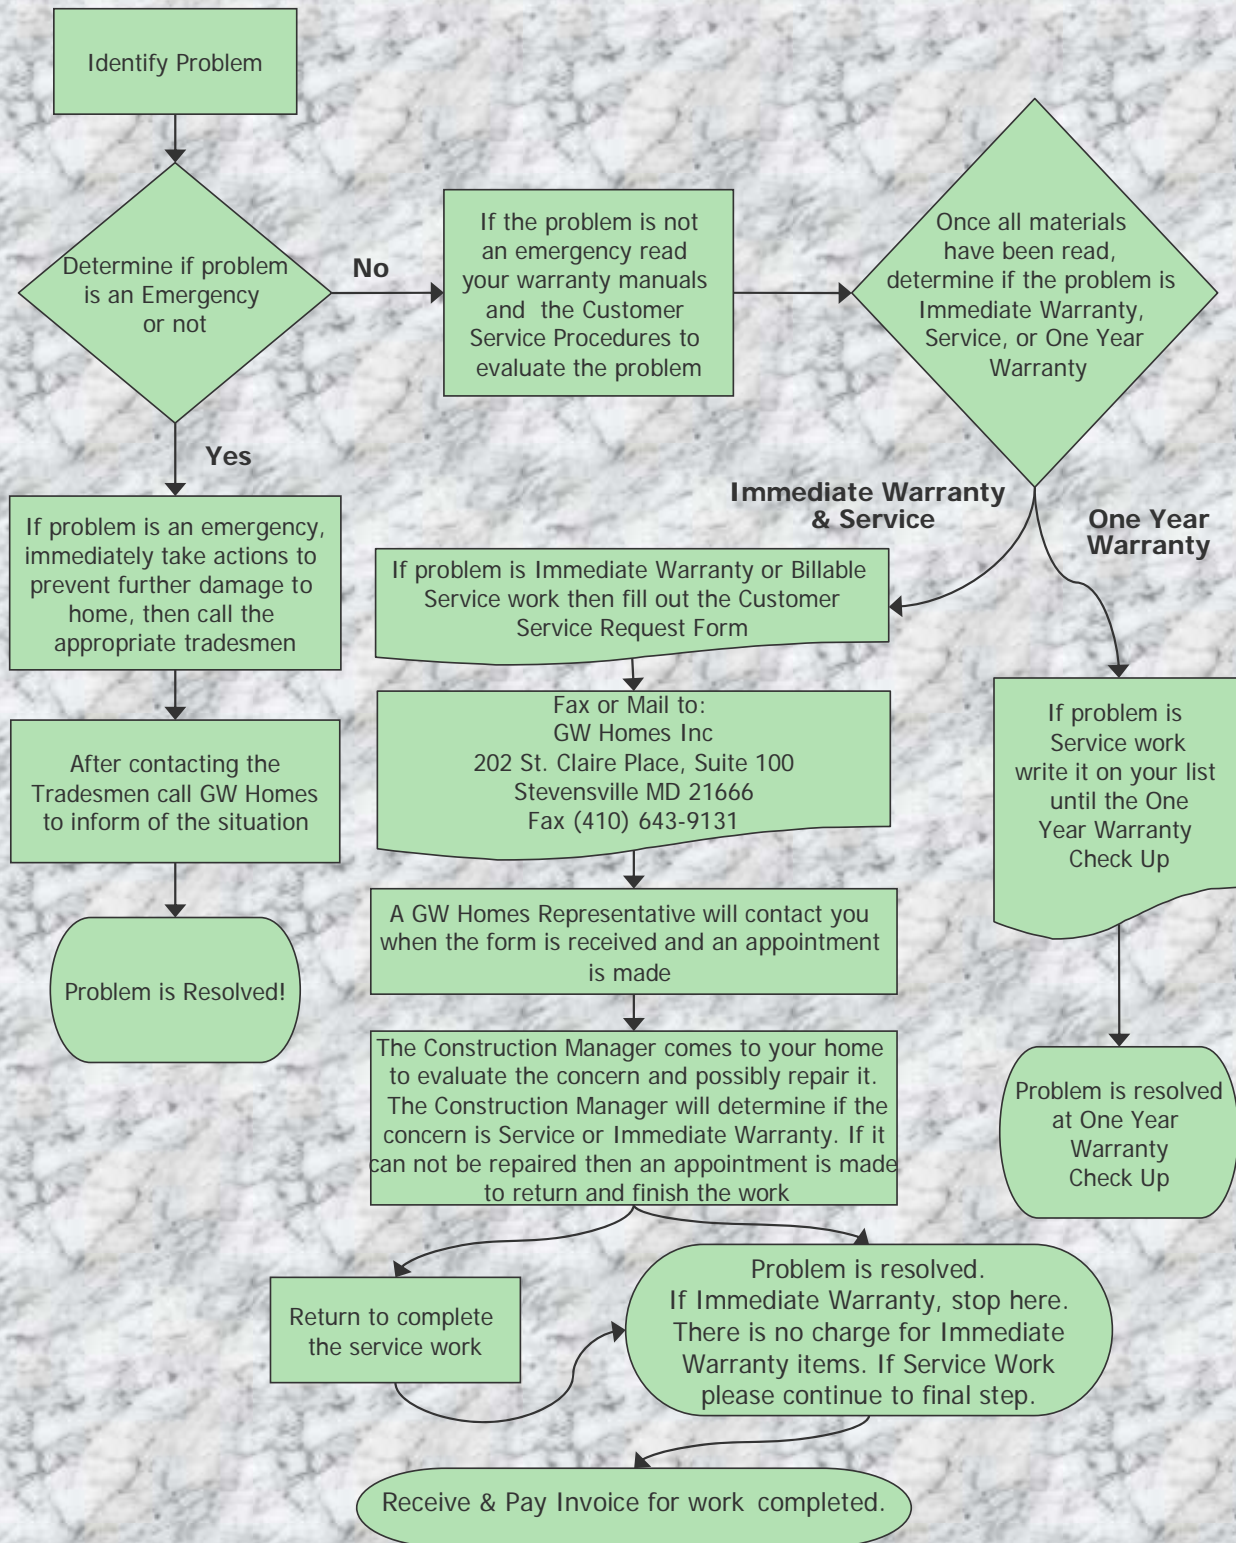 Identify Problem
Determine if problem
is an Emergency
or not
No
If the problem is not
an emergency read
your warranty manuals
and the Customer
Service Procedures to
evaluate the problem
Once all materials
have been read,
determine if the problem is
Immediate Warranty,
Service, or One Year
Warranty
Yes
If problem is an emergency,
immediately take actions to
prevent further damage to
home, then call the
appropriate tradesmen
After contacting the
Tradesmen call GW Homes
to inform of the situation
Problem is Resolved!
Immediate Warranty
& Service
If problem is Immediate Warranty or Billable
Service work then fill out the Customer
Service Request Form
Fax or Mail to:
GW Homes Inc
202 St. Claire Place, Suite 100
Stevensville MD 21666
Fax (410) 643-9131
A GW Homes Representative will contact you
when the form is received and an appointment
is made
The Construction Manager comes to your home
to evaluate the concern and possibly repair it.
The Construction Manager will determine if the
concern is Service or Immediate Warranty. If it
can not be repaired then an appointment is made
to return and finish the work
Return to complete
the service work
Problem is resolved.
If Immediate Warranty, stop here.
There is no charge for Immediate
Warranty items. If Service Work
please continue to final step.
Receive & Pay Invoice for work completed.
One Year
Warranty
If problem is
Service work
write it on your list
until the One
Year Warranty
Check Up
Problem is resolved
at One Year
Warranty
Check Up